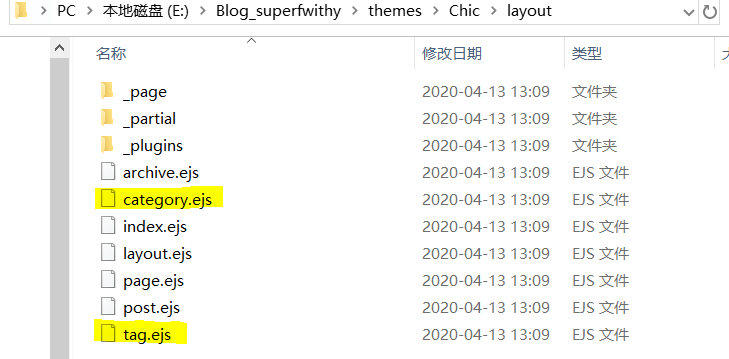 PC 本地磁盘 (E:) Blog_superfwithy themes Chic layout
名称 修改日期 类型
_page 2020-04-13 13:09 文件夹
_partial 2020-04-13 13:09 文件夹
_plugins 2020-04-13 13:09 文件夹
archive.ejs 2020-04-13 13:09 EJS 文件
category.ejs 2020-04-13 13:09 EJS 文件
index.ejs 2020-04-13 13:09 EJS 文件
layout.ejs 2020-04-13 13:09 EJS 文件
page.ejs 2020-04-13 13:09 EJS 文件
post.ejs 2020-04-13 13:09 EJS 文件
tag.ejs 2020-04-13 13:09 EJS 文件